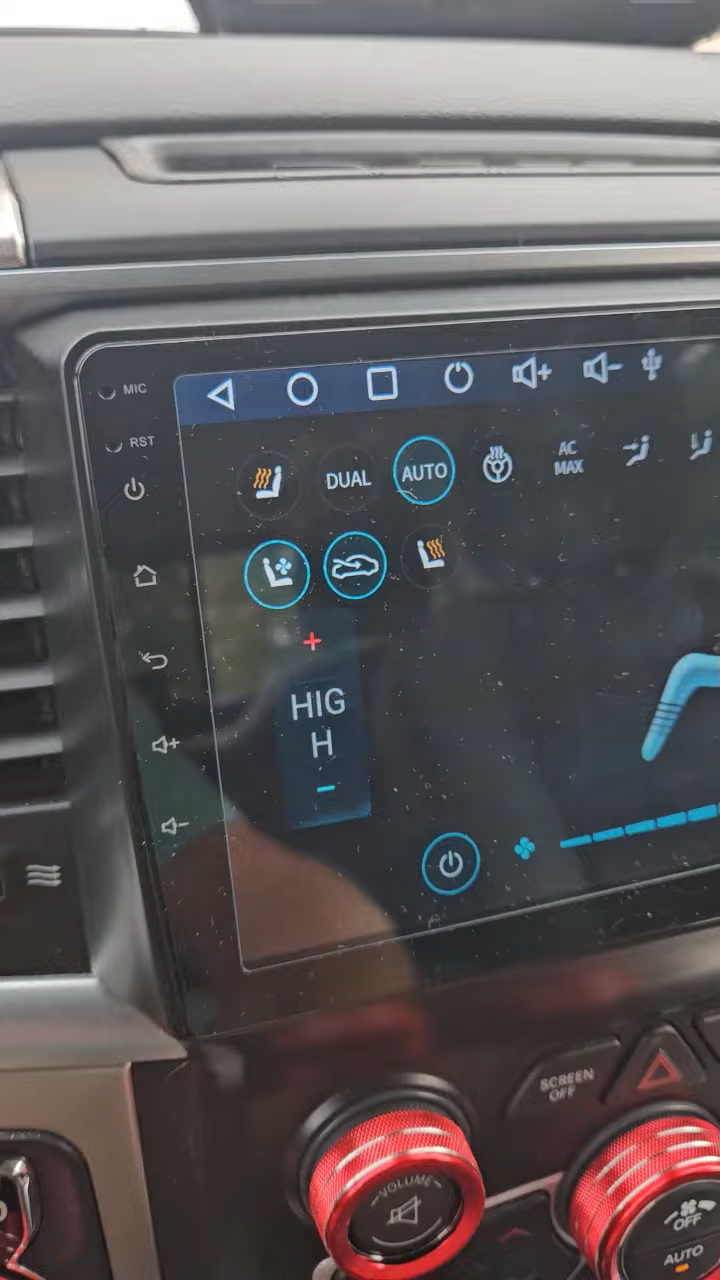 MIC
RST
DUAL
AUTO
AC
MAX
HIG
H
SCREEN
OFF
VOLUME
OFF
AUTO